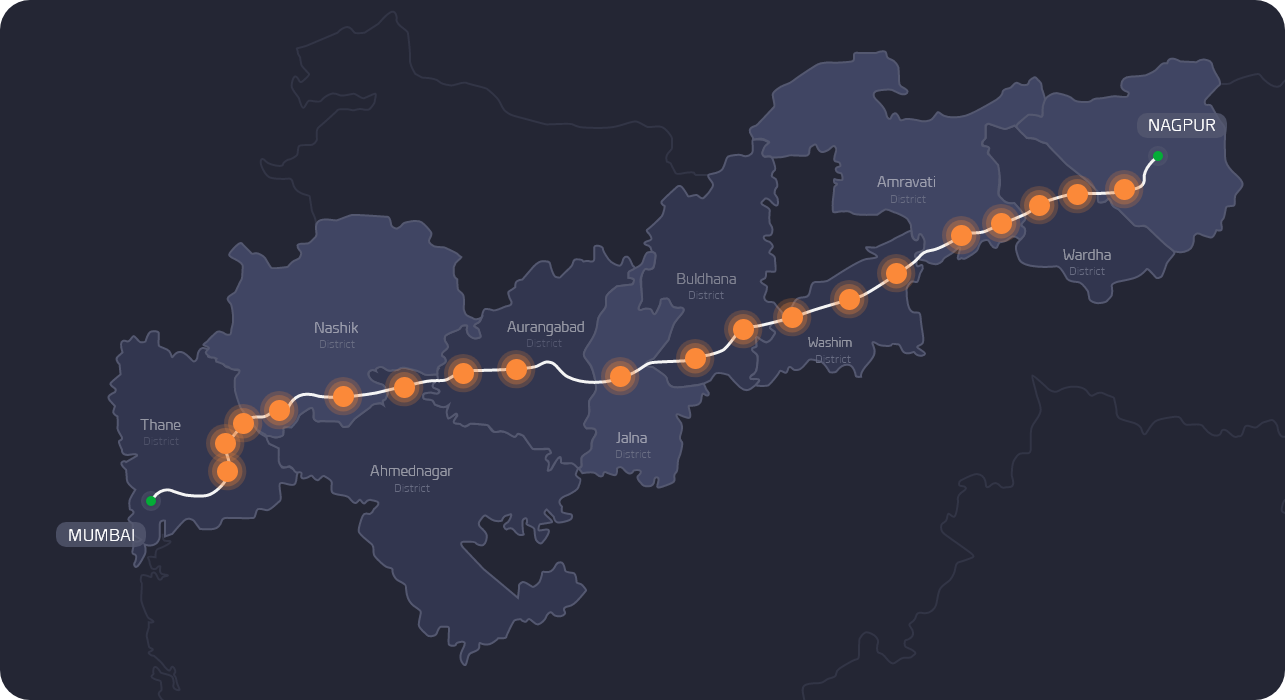 NAGPUR
Amravati
District
Wardha
District
Buldhana
District
Nashik
District
Aurangabad
District
Washim
District
Thane
District
Jalna
District
Ahmednagar
District
MUMBAI